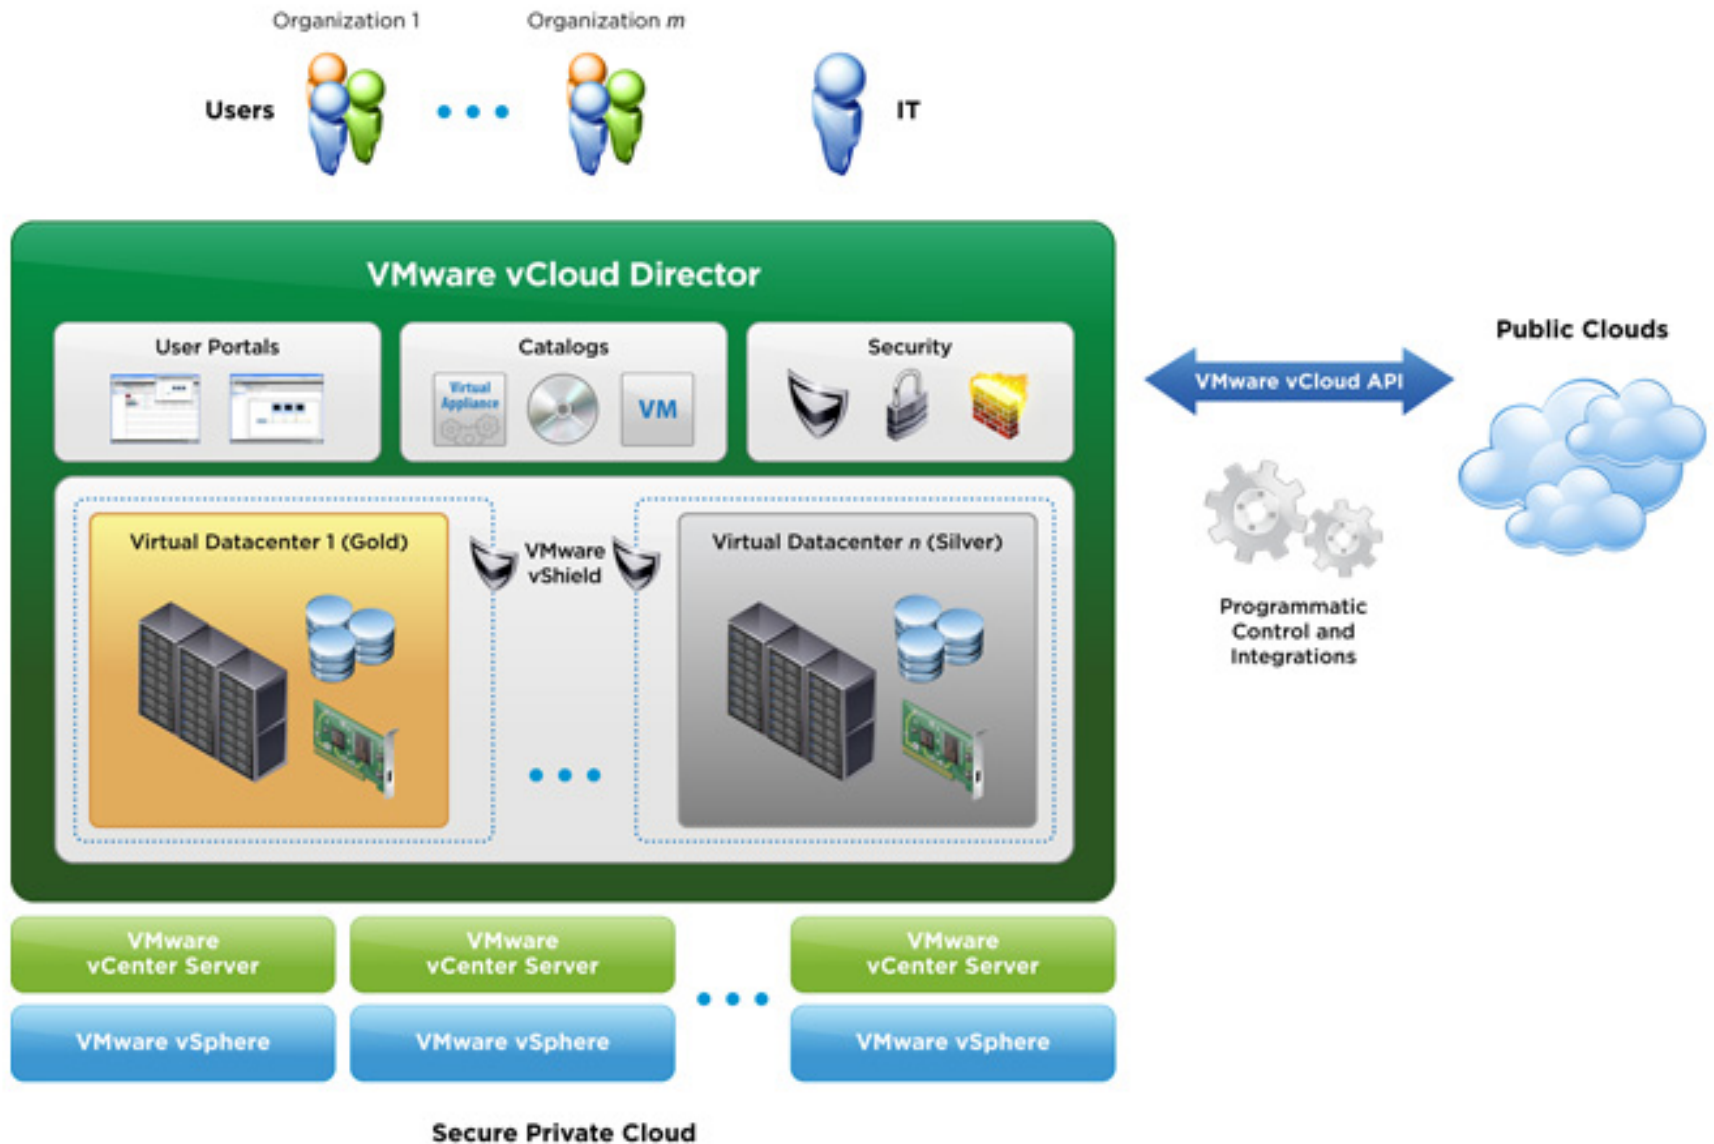 Organization 1
Organization m
Users
IT
VMware vCloud Director
User Portals
Catalogs
Security
Virtual
Appliance
VM
VMware vCloud API
Public Clouds
Virtual Datacenter 1 (Gold)
VMware
vShield
Virtual Datacenter n (Silver)
Programmatic
Control and
Integrations
VMware
vCenter Server
VMware
vCenter Server
VMware
vCenter Server
VMware vSphere
VMware vSphere
VMware vSphere
Secure Private Cloud